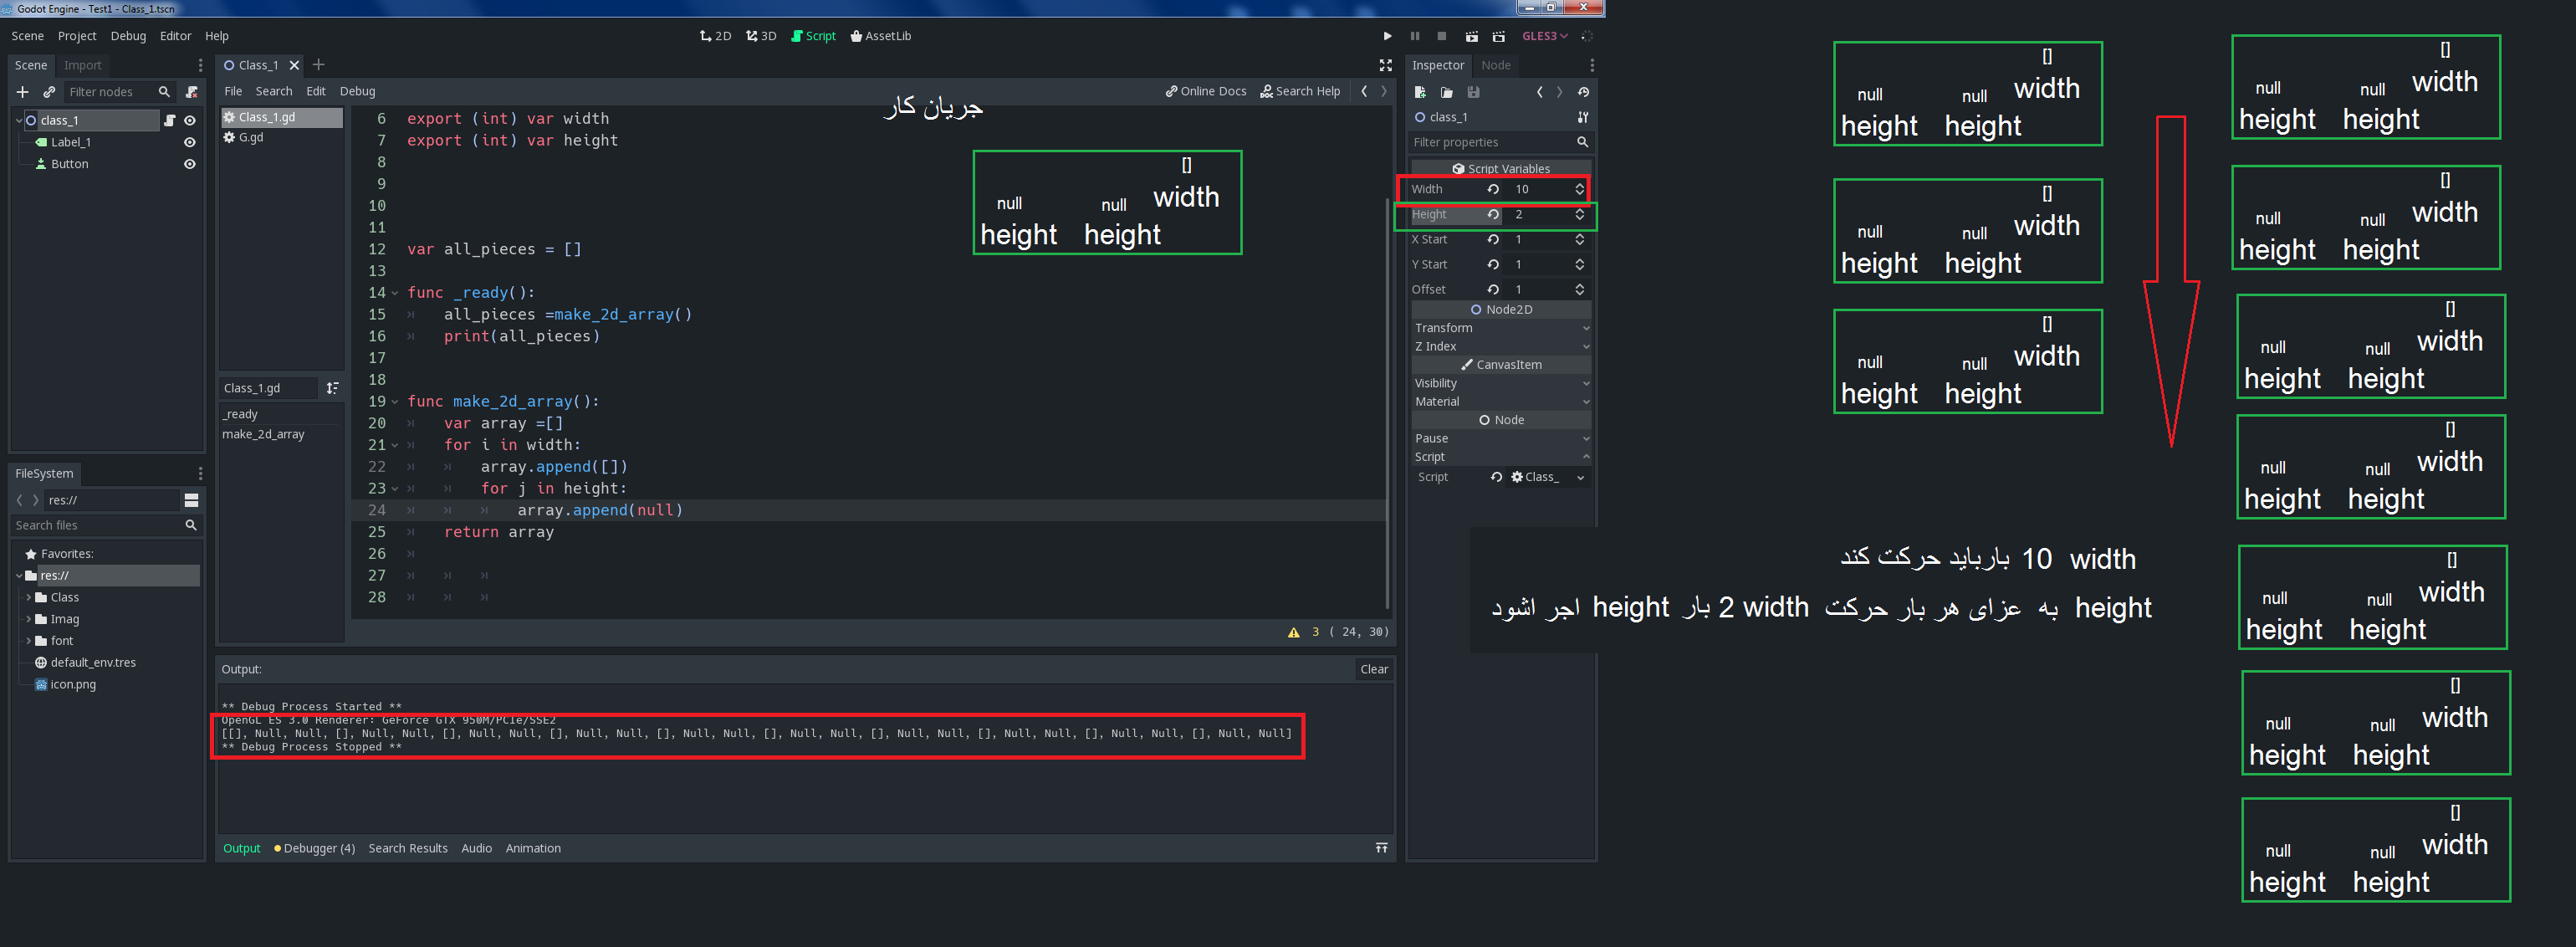 Godot Engine - Test1 - Class_1.tscn
Scene Project Debug Editor Help
2D 3D Script AssetLib
GLES3
Scene Import
Filter nodes
class_1
Label_1
Button
FileSystem
res://
Search files
Favorites:
res://
Class
Imag
font
default_env.tres
icon.png
Class_1
File Search Edit Debug
Online Docs Search Help
Class_1.gd
G.gd
Class_1.gd
_ready
make_2d_array
جریان کار
6 export (int) var width
7 export (int) var height
8
9
10
11
12 var all_pieces = []
13
14 func _ready():
15 all_pieces =make_2d_array()
16 print(all_pieces)
17
18
19 func make_2d_array():
20 var array =[]
21 for i in width:
22 array.append([])
23 for j in height:
24 array.append(null)
25 return array
26
27
28
[]
null null width
height height
3 ( 24, 30)
Output: Clear
** Debug Process Started **
OpenGL ES 3.0 Renderer: GeForce GTX 950M/PCIe/SSE2
[[], Null, Null, [], Null, Null, [], Null, Null, [], Null, Null, [], Null, Null, [], Null, Null, [], Null, Null, [], Null, Null, [], Null, Null, [], Null, Null]
** Debug Process Stopped **
Output Debugger (4) Search Results Audio Animation
Inspector Node
class_1
Filter properties
Script Variables
Width 10
Height 2
X Start 1
Y Start 1
Offset 1
Node2D
Transform
Z Index
CanvasItem
Visibility
Material
Node
Pause
Script
Script Class_
[]
null null width
height height
[]
null null width
height height
[]
null null width
height height
width 10 بارباید حرکت کند
height به عزای هر بار حرکت width 2 بار height اجر اشود
[]
null null width
height height
[]
null null width
height height
[]
null null width
height height
[]
null null width
height height
[]
null null width
height height
[]
null null width
height height
[]
null null width
height height